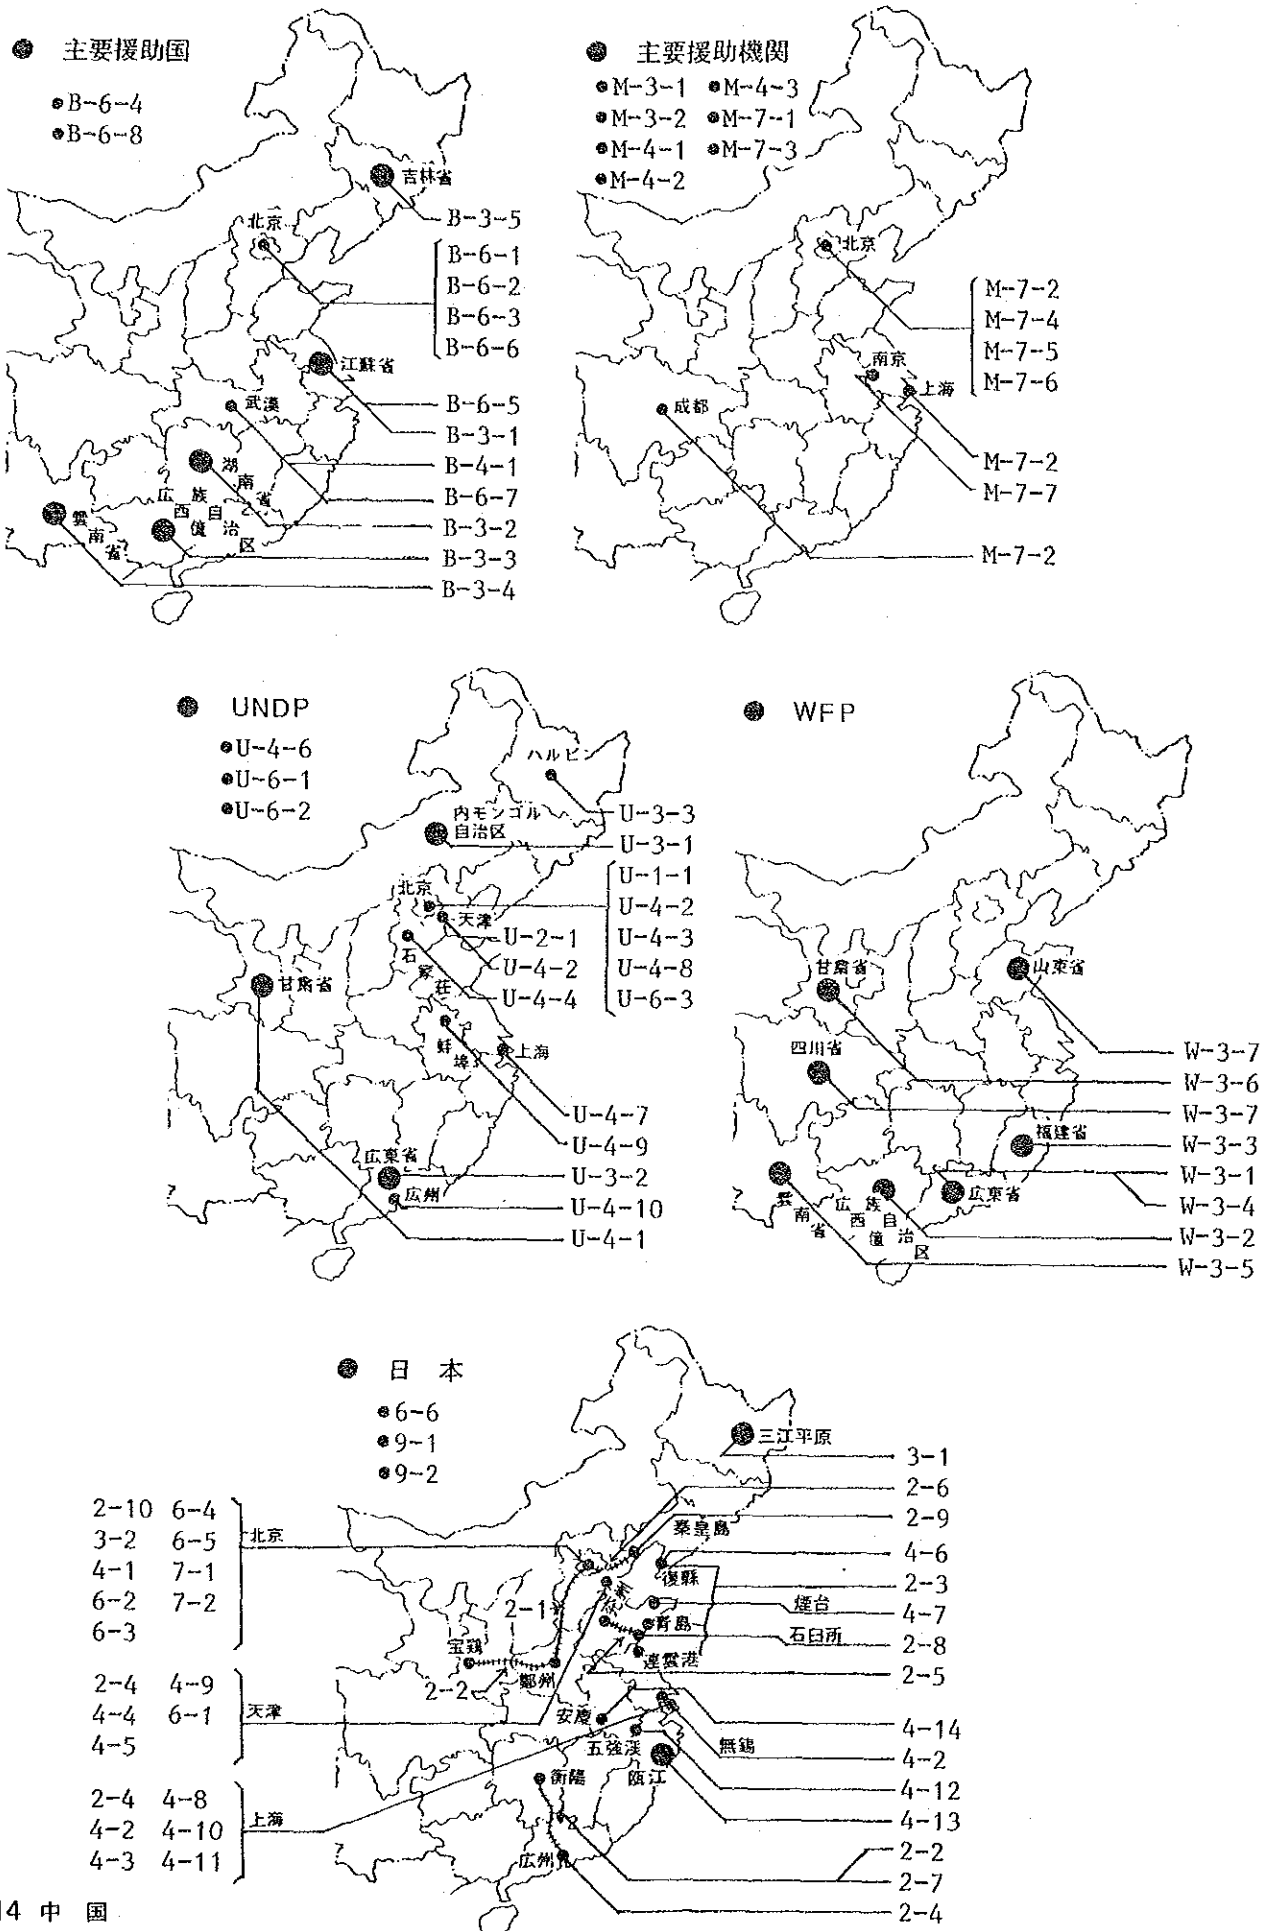 ● 主要援助国
●B-6-4
●B-6-8
吉林省
B-3-5
北京
B-6-1
B-6-2
B-6-3
B-6-6
江蘇省
武漢
B-6-5
B-3-1
湖南省
B-4-1
広西僮族自治区
B-6-7
雲南省
B-3-2
B-3-3
B-3-4
● 主要援助機関
●M-3-1 ●M-4-3
●M-3-2 ●M-7-1
●M-4-1 ●M-7-3
●M-4-2
北京
M-7-2
M-7-4
M-7-5
M-7-6
南京
上海
成都
M-7-2
M-7-7
M-7-2
● UNDP
●U-4-6
●U-6-1
●U-6-2
ハルビン
内モンゴル
自治区
U-3-3
U-3-1
北京
U-1-1
U-4-2
U-4-3
U-4-8
U-6-3
天津
U-2-1
U-4-2
石家荘
U-4-4
甘粛省
蚌埠
上海
U-4-7
U-4-9
広東省
U-3-2
広州
U-4-10
U-4-1
● WFP
甘粛省
山東省
四川省
W-3-7
W-3-6
W-3-7
福建省
W-3-3
W-3-1
広東省
雲南省
広西僮族自治区
W-3-4
W-3-2
W-3-5
● 日 本
●6-6
●9-1
●9-2
三江平原
3-1
2-6
2-9
秦皇島
4-6
復縣
2-3
煙台
4-7
青島
石臼所
2-8
連雲港
2-5
2-10 6-4
3-2 6-5
4-1 7-1
6-2 7-2
6-3
北京
2-1
宝鶏
2-2
鄭州
2-4 4-9
4-4 6-1
4-5
天津
安慶
4-14
五強渓
無錫
4-2
4-12
甌江
4-13
2-4 4-8
4-2 4-10
4-3 4-11
上海
衡陽
2-2
広州
2-7
2-4
14 中 国